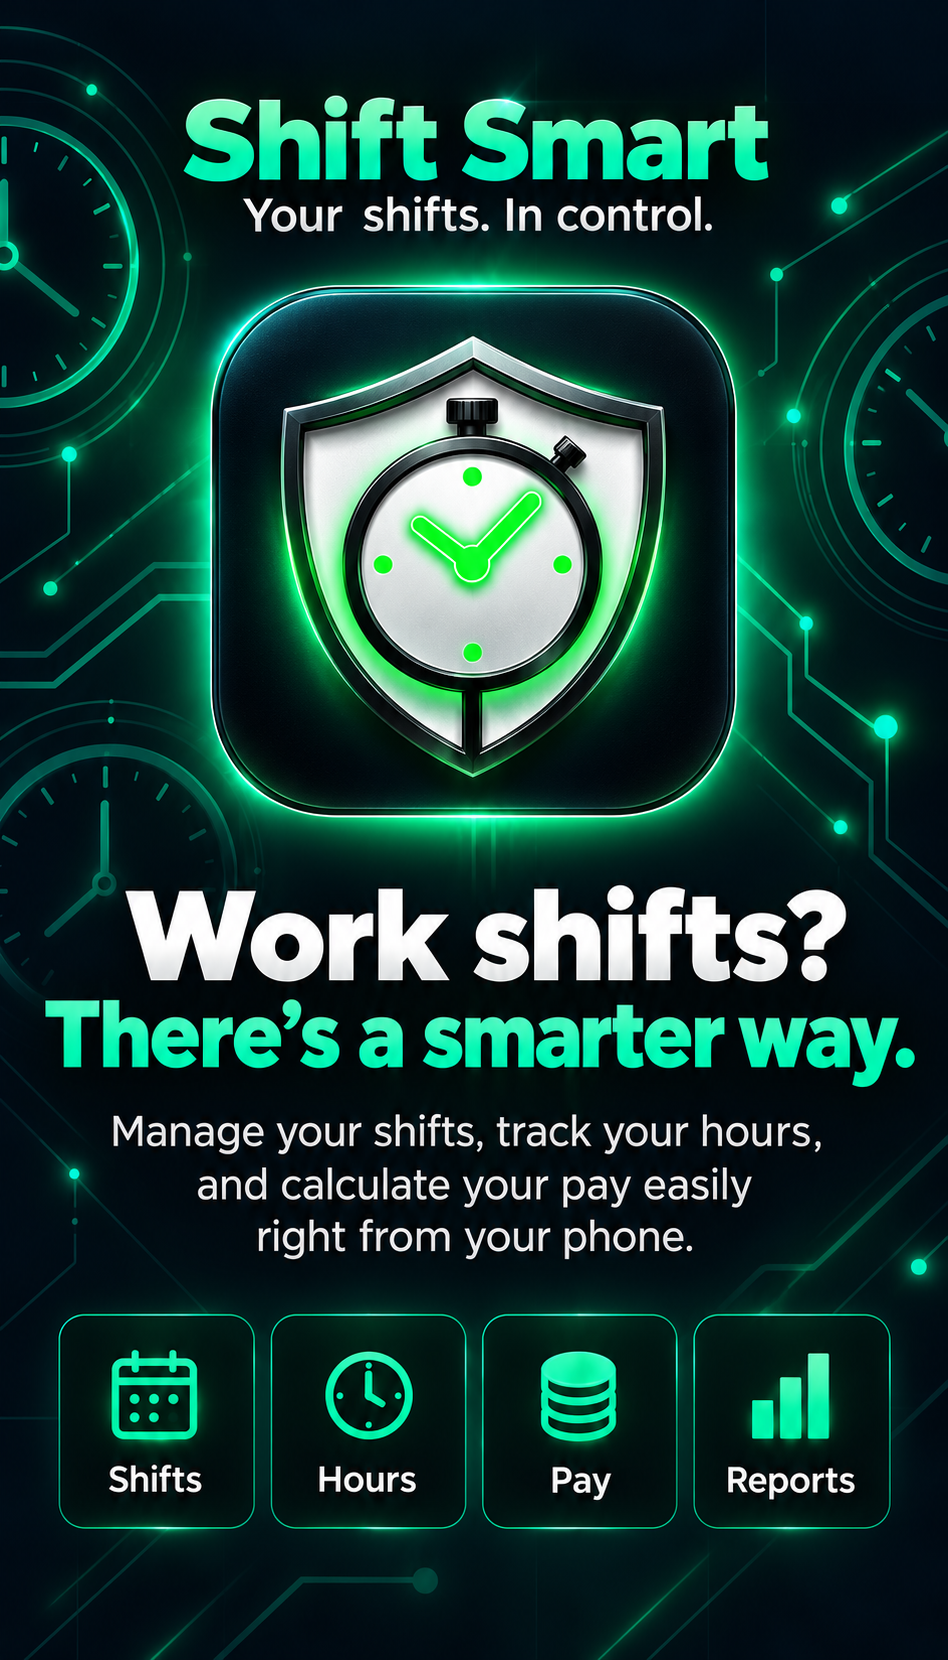 Shift Smart
Your shifts. In control.
Work shifts?
There's a smarter way.
Manage your shifts, track your hours,
and calculate your pay easily
right from your phone.
Shifts
Hours
Pay
Reports